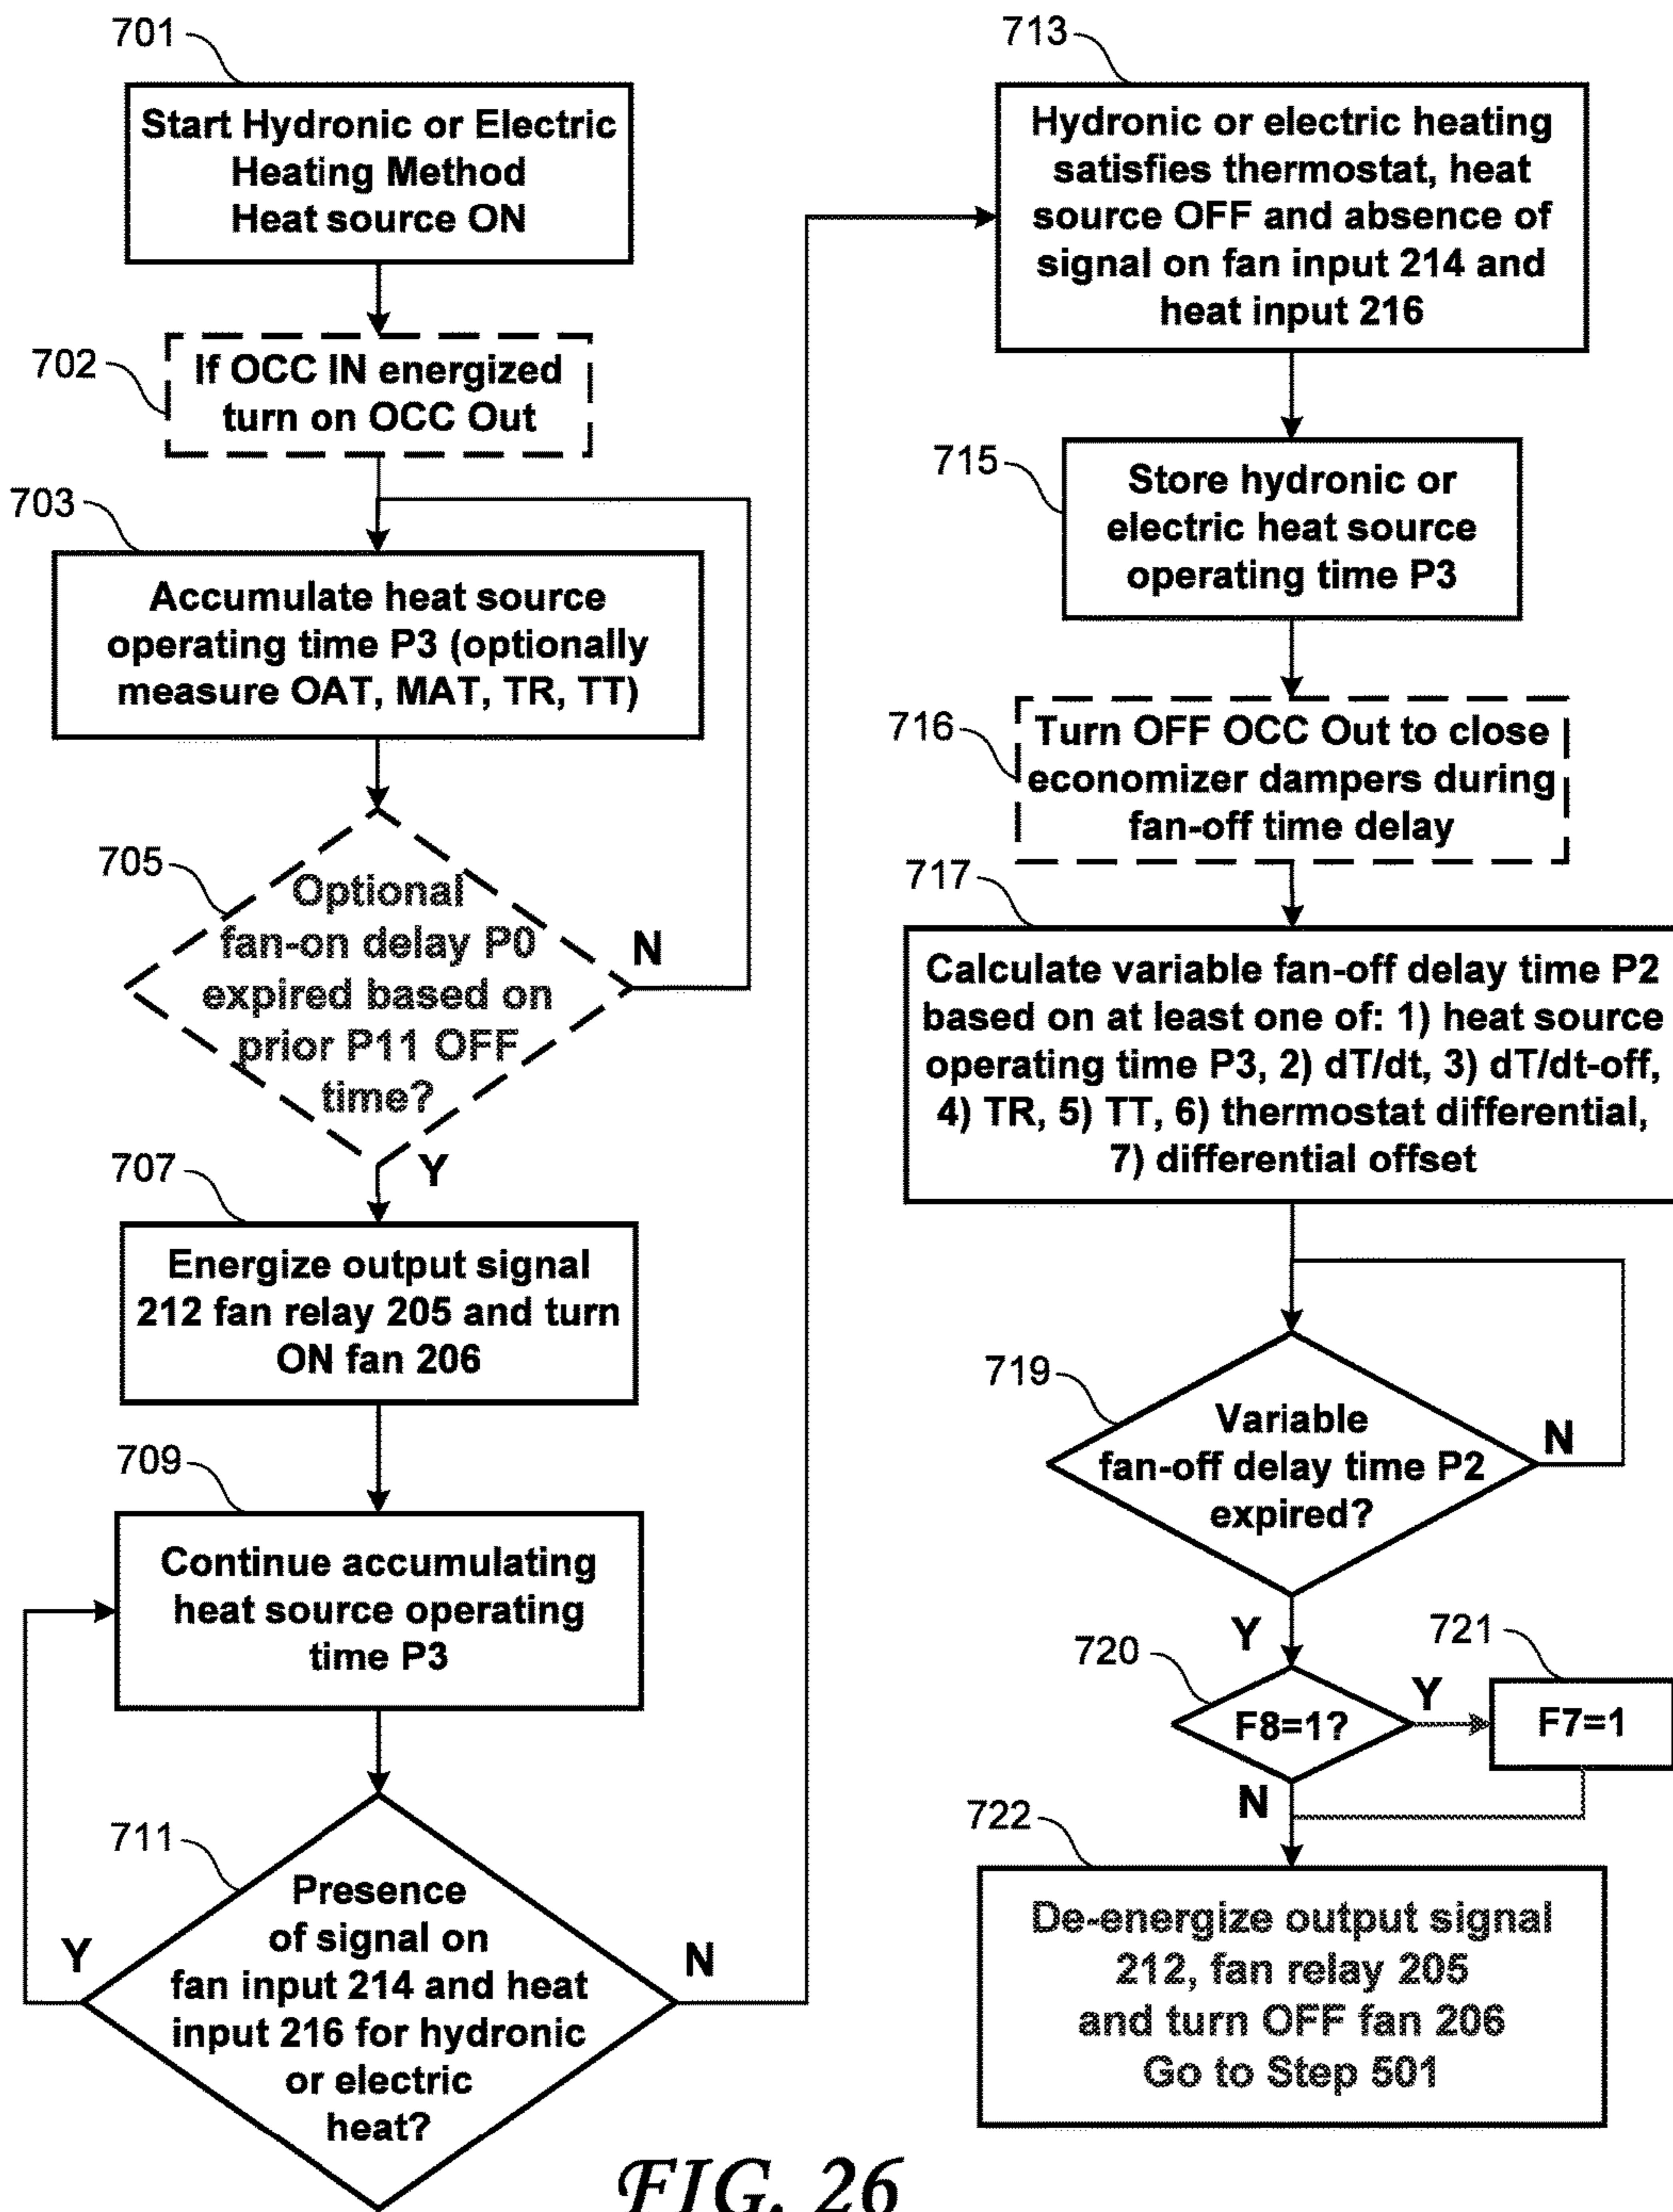 701
Start Hydronic or Electric
Heating Method
Heat source ON
702
If OCC IN energized
turn on OCC Out
703
Accumulate heat source
operating time P3 (optionally
measure OAT, MAT, TR, TT)
705
Optional
fan-on delay P0
expired based on
prior P11 OFF
time?
N
Y
707
Energize output signal
212 fan relay 205 and turn
ON fan 206
709
Continue accumulating
heat source operating
time P3
711
Presence
of signal on
fan input 214 and heat
input 216 for hydronic
or electric
heat?
Y
N
713
Hydronic or electric heating
satisfies thermostat, heat
source OFF and absence of
signal on fan input 214 and
heat input 216
715
Store hydronic or
electric heat source
operating time P3
716
Turn OFF OCC Out to close
economizer dampers during
fan-off time delay
717
Calculate variable fan-off delay time P2
based on at least one of: 1) heat source
operating time P3, 2) dT/dt, 3) dT/dt-off,
4) TR, 5) TT, 6) thermostat differential,
7) differential offset
719
Variable
fan-off delay time P2
expired?
N
Y
720
F8=1?
Y
721
F7=1
N
722
De-energize output signal
212, fan relay 205
and turn OFF fan 206
Go to Step 501
FIG. 26